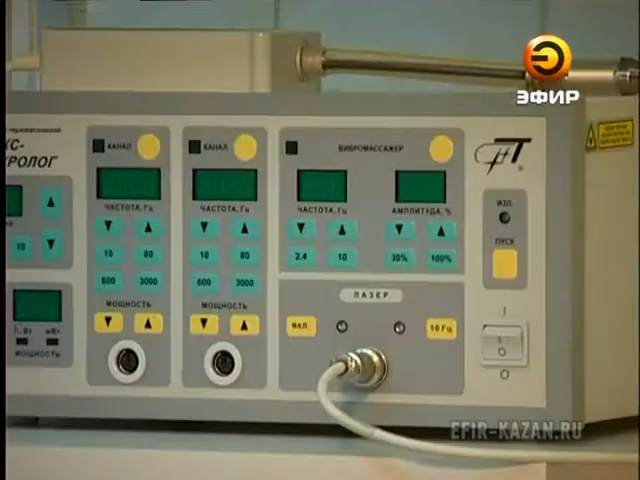 ЭФИР
КС-
РОЛОГ
КАНАЛ
КАНАЛ
ВИБРОМАССАЖЕР
ЧАСТОТА, Гц
ЧАСТОТА, Гц
ЧАСТОТА, Гц
АМПЛИТУДА, %
ИЗЛ.
10
10 80
10 80
2.4 10
30% 100%
ПУСК
600 3000
600 3000
МОЩНОСТЬ
МОЩНОСТЬ
ЛАЗЕР
ВКЛ.
10 Гц
Вт мВт
МОЩНОСТЬ
I
I
O
O
EFIR-KAZAN.RU